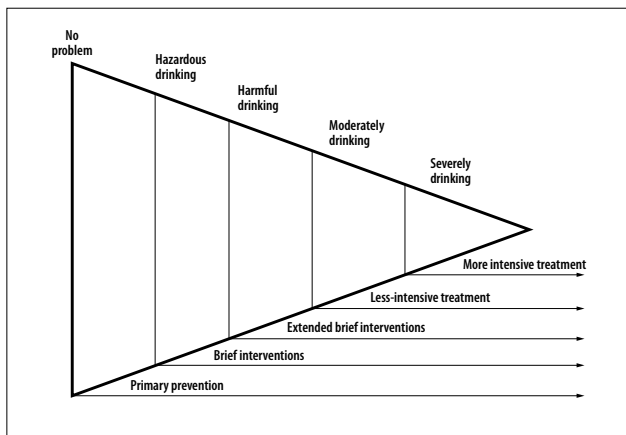 No
problem
Hazardous
drinking
Harmful
drinking
Moderately
drinking
Severely
drinking
More intensive treatment
Less-intensive treatment
Extended brief interventions
Brief interventions
Primary prevention